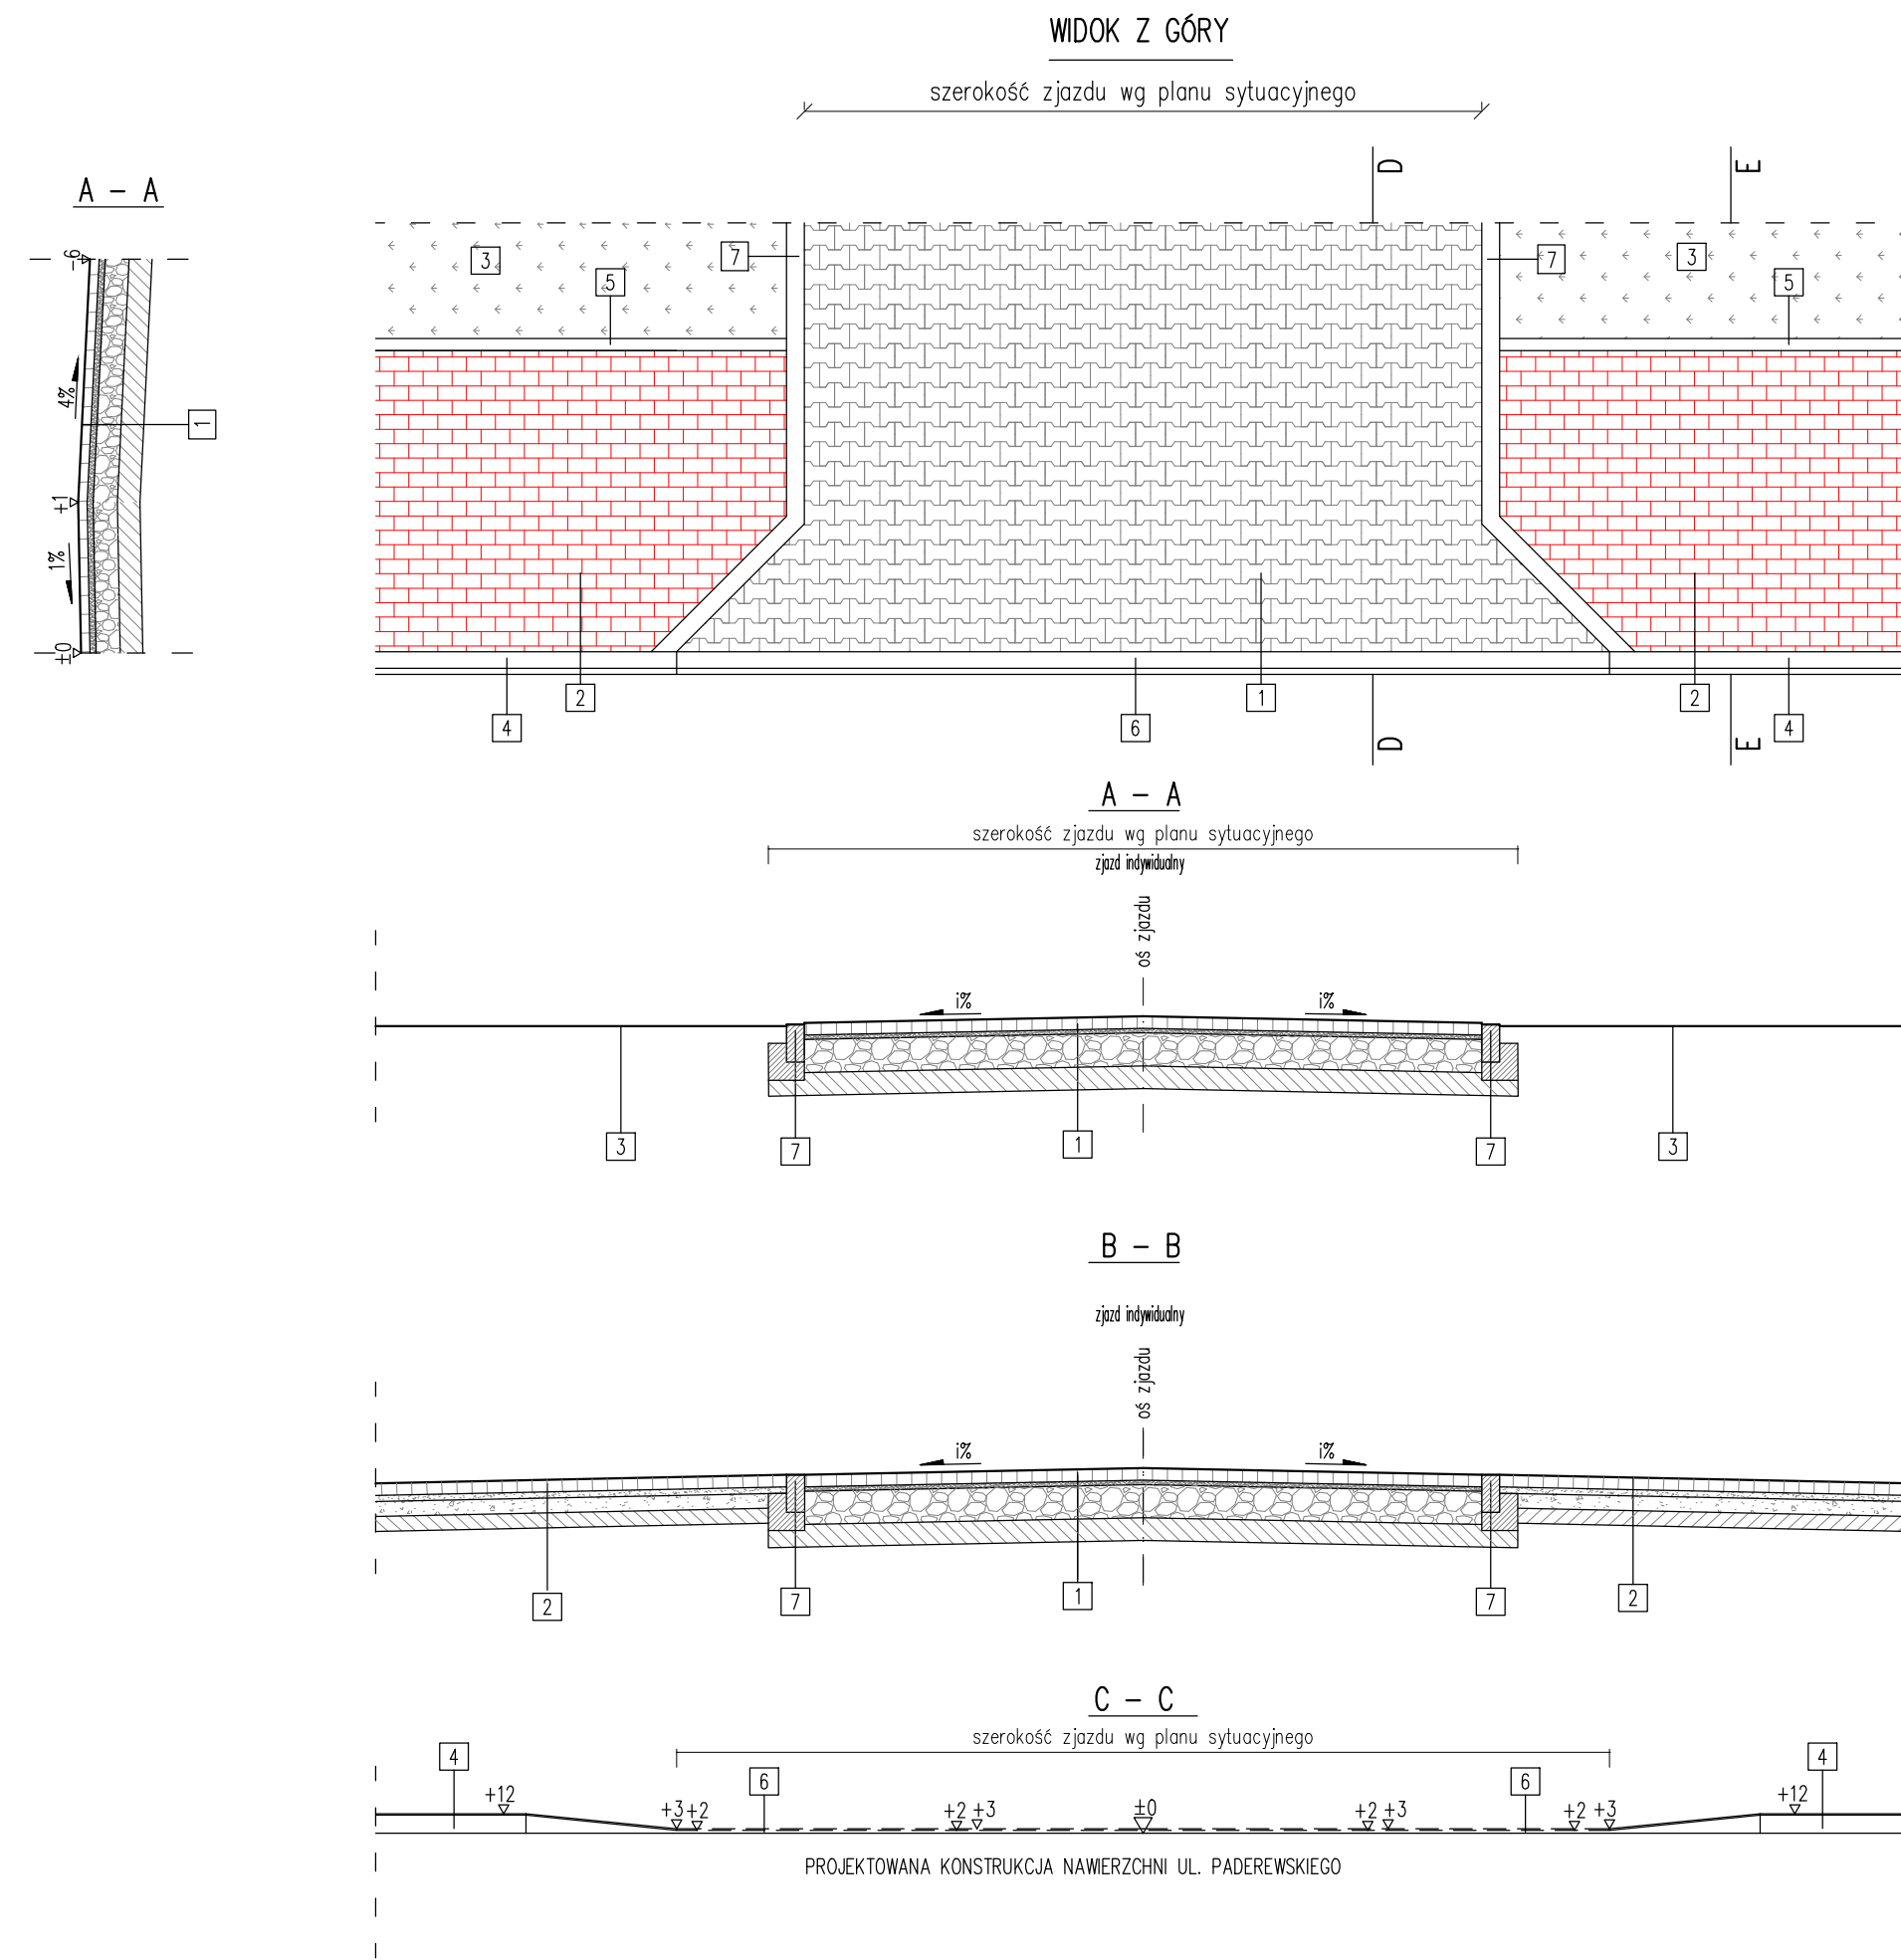 WIDOK Z GÓRY
szerokość zjazdu wg planu sytuacyjnego
D E
A - A
-6
4%
1
+1
1%
±0
3 5 7 7 3 5
2 1 2
4 6 4
D E
A - A
szerokość zjazdu wg planu sytuacyjnego
zjazd indywidualny
oś zjazdu
i% i%
3 7 1 7 3
B - B
zjazd indywidualny
oś zjazdu
i% i%
2 7 1 7 2
C - C
szerokość zjazdu wg planu sytuacyjnego
4 6 6 4
+12 +3 +2 +2 +3 ±0 +2 +3 +2 +3 +12
PROJEKTOWANA KONSTRUKCJA NAWIERZCHNI UL. PADEREWSKIEGO